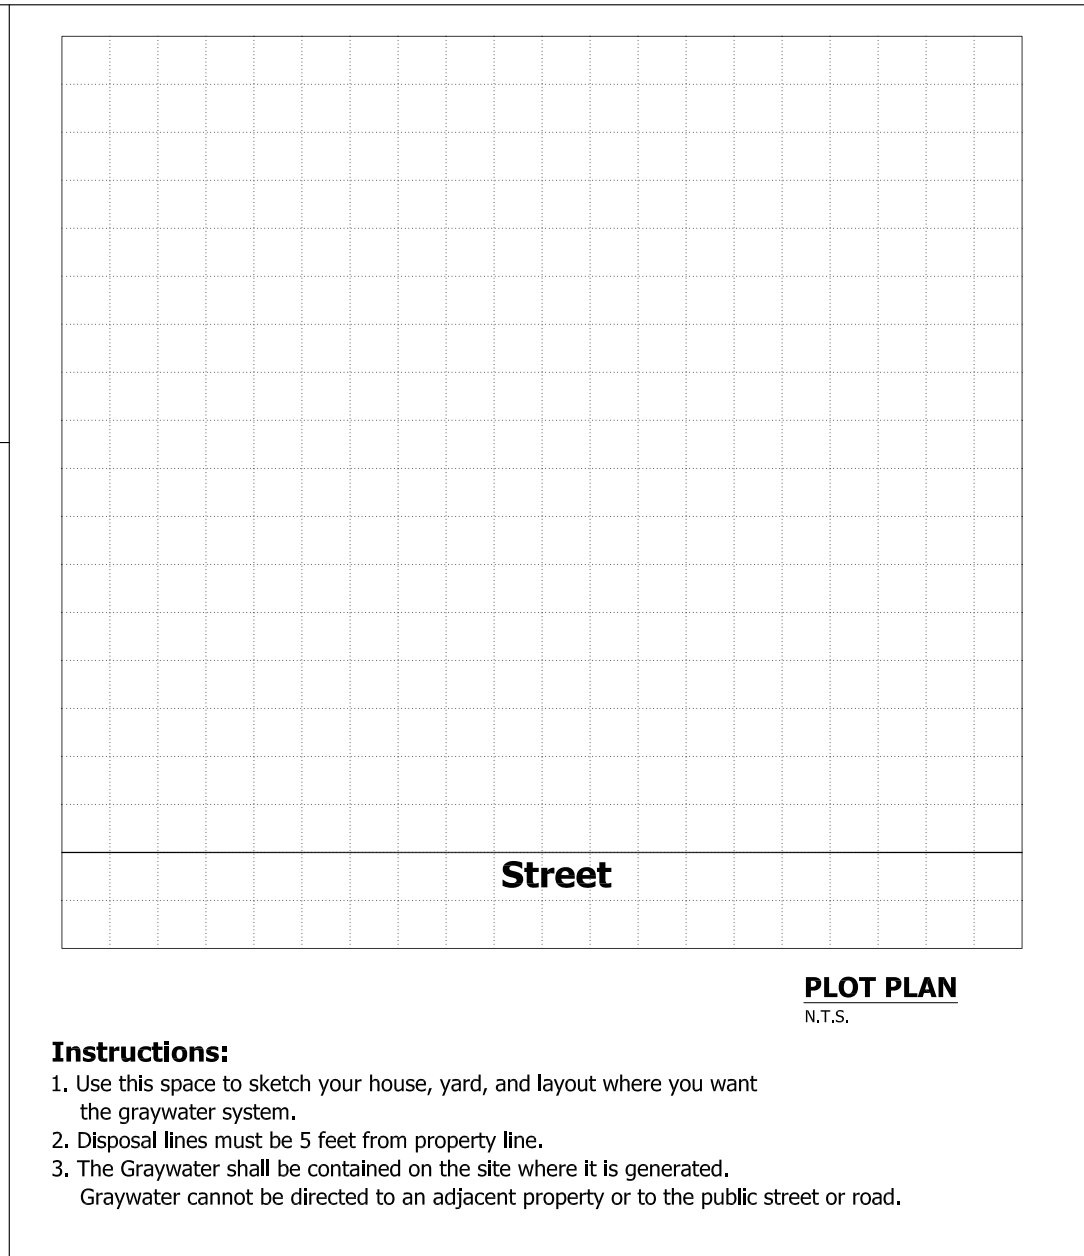 Street
PLOT PLAN
N.T.S.
Instructions:
1. Use this space to sketch your house, yard, and layout where you want
the graywater system.
2. Disposal lines must be 5 feet from property line.
3. The Graywater shall be contained on the site where it is generated.
Graywater cannot be directed to an adjacent property or to the public street or road.